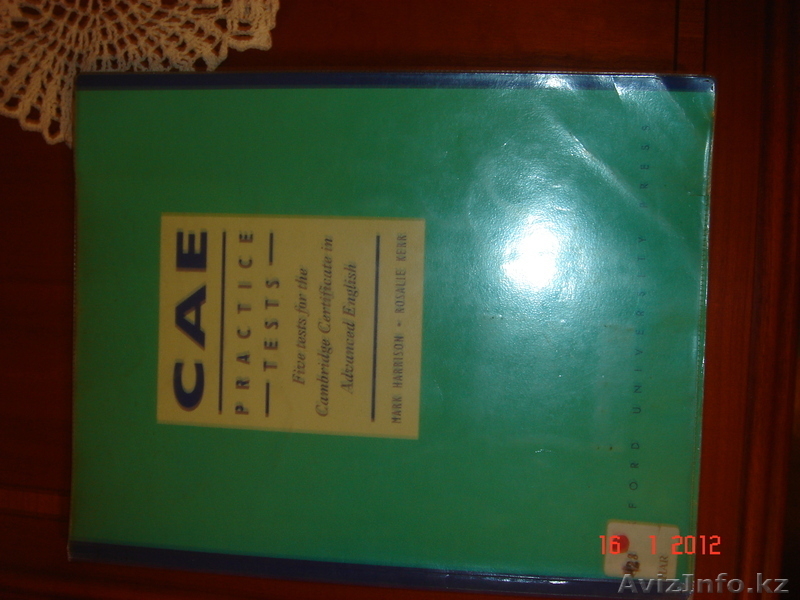 CAE
PRACTICE
TESTS
Five tests for the
Cambridge Certificate in
Advanced English
MARK HARRISON • ROSALIE KERR
FORD UNIVERSITY PRESS
HAR
16 1 2012
AvizInfo.kz